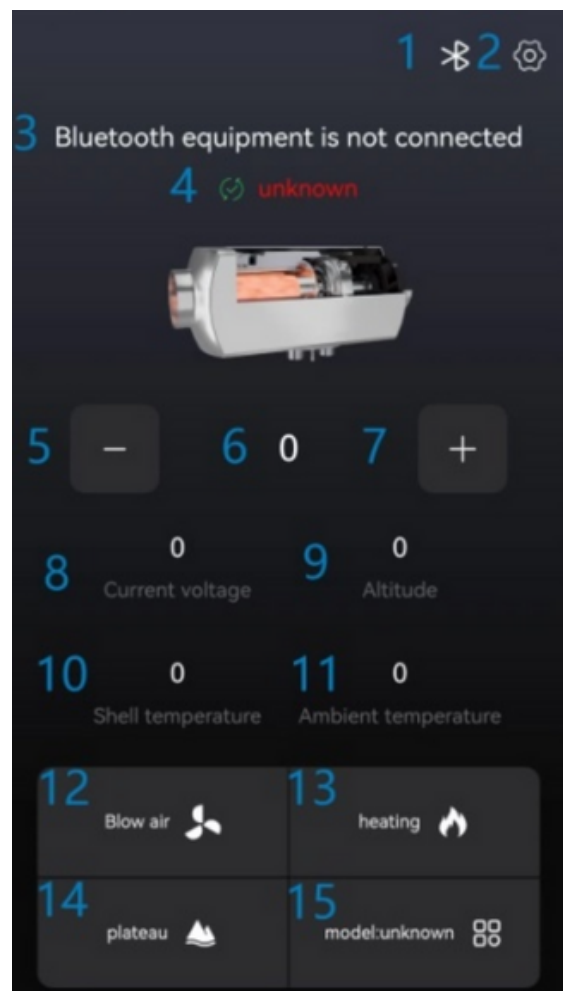 1 2
3 Bluetooth equipment is not connected
4 unknown
5 − 6 0 7 +
0 0
8 Current voltage 9 Altitude
0 0
10 Shell temperature 11 Ambient temperature
12 Blow air 13 heating
14 plateau 15 model:unknown